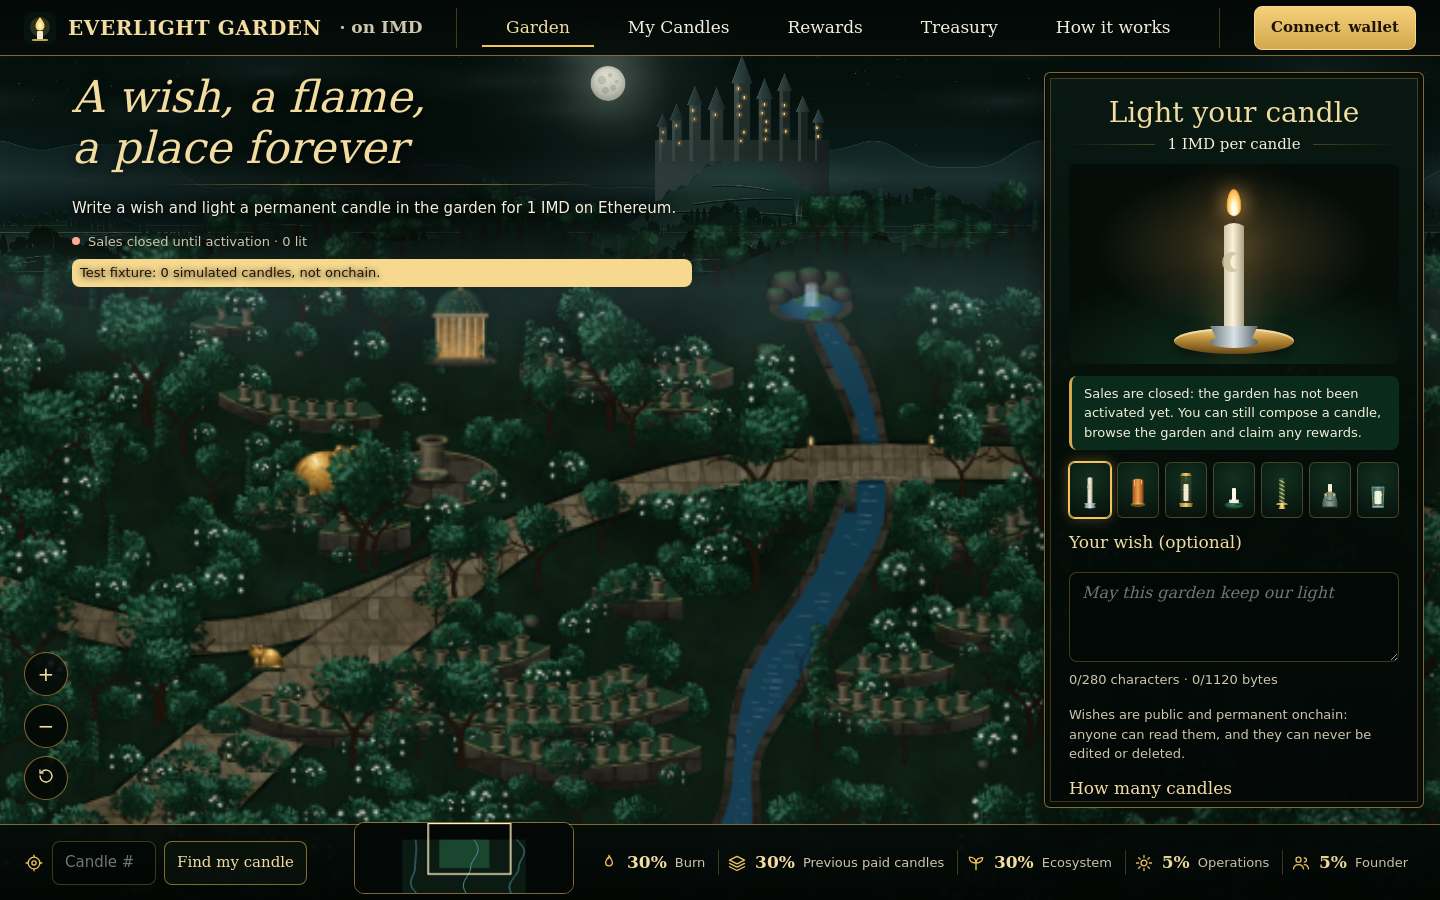 EVERLIGHT GARDEN · on IMD
Garden
My Candles
Rewards
Treasury
How it works
Connect wallet
A wish, a flame,
a place forever
Write a wish and light a permanent candle in the garden for 1 IMD on Ethereum.
Sales closed until activation · 0 lit
Test fixture: 0 simulated candles, not onchain.
Light your candle
1 IMD per candle
Sales are closed: the garden has not been
activated yet. You can still compose a candle,
browse the garden and claim any rewards.
Your wish (optional)
May this garden keep our light
0/280 characters · 0/1120 bytes
Wishes are public and permanent onchain:
anyone can read them, and they can never be
edited or deleted.
How many candles
+
−
Candle #
Find my candle
30% Burn
30% Previous paid candles
30% Ecosystem
5% Operations
5% Founder